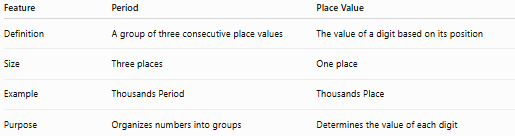 Feature Period Place Value
Definition A group of three consecutive place values The value of a digit based on its position
Size Three places One place
Example Thousands Period Thousands Place
Purpose Organizes numbers into groups Determines the value of each digit